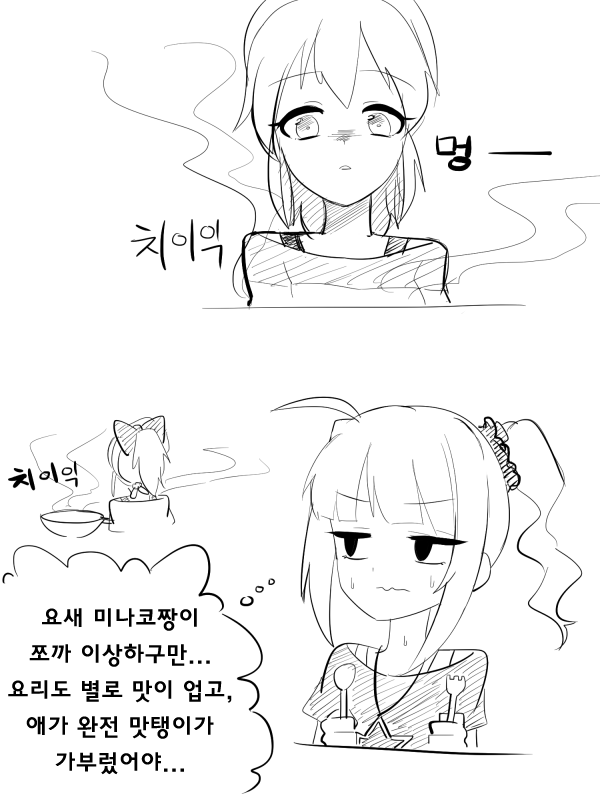 멍 —
치이익
치이익
요새 미나코짱이
쪼까 이상하구만...
요리도 별로 맛이 업고,
애가 완전 맛탱이가
가부렀어야...